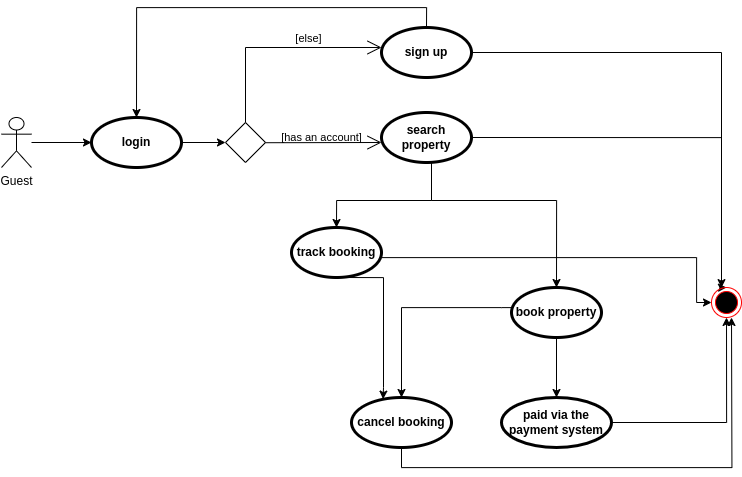 [else]
sign up
login
[has an account]
search
property
Guest
track booking
book property
cancel booking
paid via the
payment system